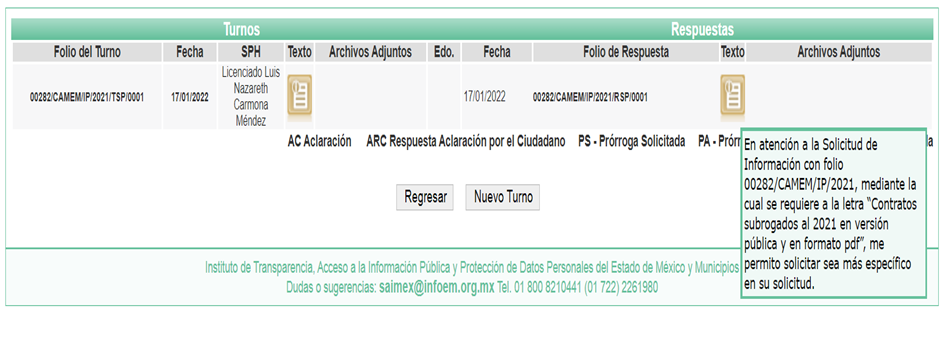 Turnos Respuestas
Folio del Turno Fecha SPH Texto Archivos Adjuntos Edo. Fecha Folio de Respuesta Texto Archivos Adjuntos
00282/CAMEM/IP/2021/TSP/0001 17/01/2022 Licenciado Luis
Nazareth
Carmona
Méndez
17/01/2022 00282/CAMEM/IP/2021/RSP/0001
AC Aclaración ARC Respuesta Aclaración por el Ciudadano PS - Prórroga Solicitada PA - Prórr
En atención a la Solicitud de
Información con folio
00282/CAMEM/IP/2021, mediante la
cual se requiere a la letra “Contratos
subrogados al 2021 en versión
pública y en formato pdf”, me
permito solicitar sea más específico
en su solicitud.
Regresar Nuevo Turno
Instituto de Transparencia, Acceso a la Información Pública y Protección de Datos Personales del Estado de México y Municipios
Dudas o sugerencias: saimex@infoem.org.mx Tel. 01 800 8210441 (01 722) 2261980